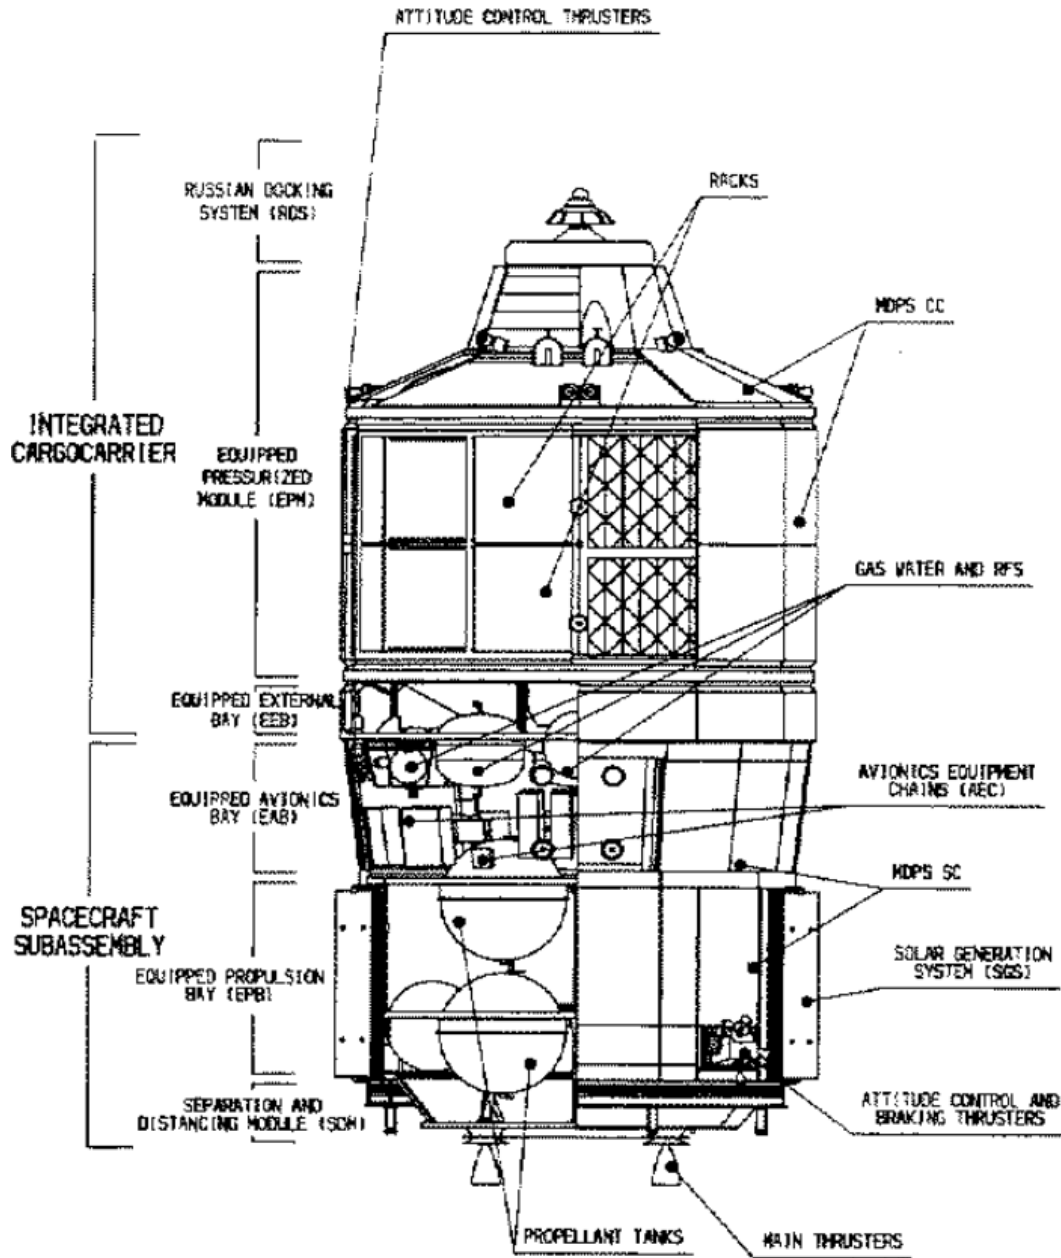 ATTITUDE CONTROL THRUSTERS
RUSSIAN DOCKING
SYSTEM (RDS)
RACKS
MDPS CC
INTEGRATED
CARGOCARRIER
EQUIPPED
PRESSURIZED
MODULE (EPM)
GAS WATER AND RFS
EQUIPPED EXTERNAL
BAY (EEB)
AVIONICS EQUIPMENT
CHAINS (AEC)
EQUIPPED AVIONICS
BAY (EAB)
MDPS SC
SPACECRAFT
SUBASSEMBLY
SOLAR GENERATION
SYSTEM (SGS)
EQUIPPED PROPULSION
BAY (EPB)
SEPARATION AND
DISTANCING MODULE (SDM)
ATTITUDE CONTROL AND
BRAKING THRUSTERS
PROPELLANT TANKS
MAIN THRUSTERS